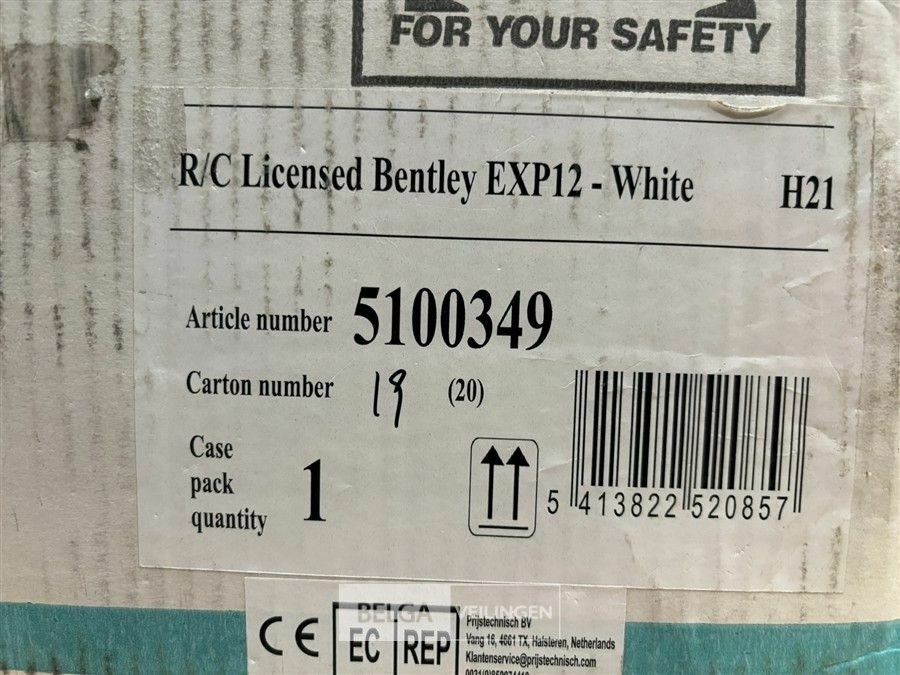 FOR YOUR SAFETY
R/C Licensed Bentley EXP12 - White H21
Article number 5100349
Carton number 19 (20)
Case
pack
quantity 1
5 413822 520857
CE EC REP
BELGA VEILINGEN
Prijstechnisch BV
Vang 16, 4661 TX, Halsteren, Netherlands
Klantenservice@prijstechnisch.com